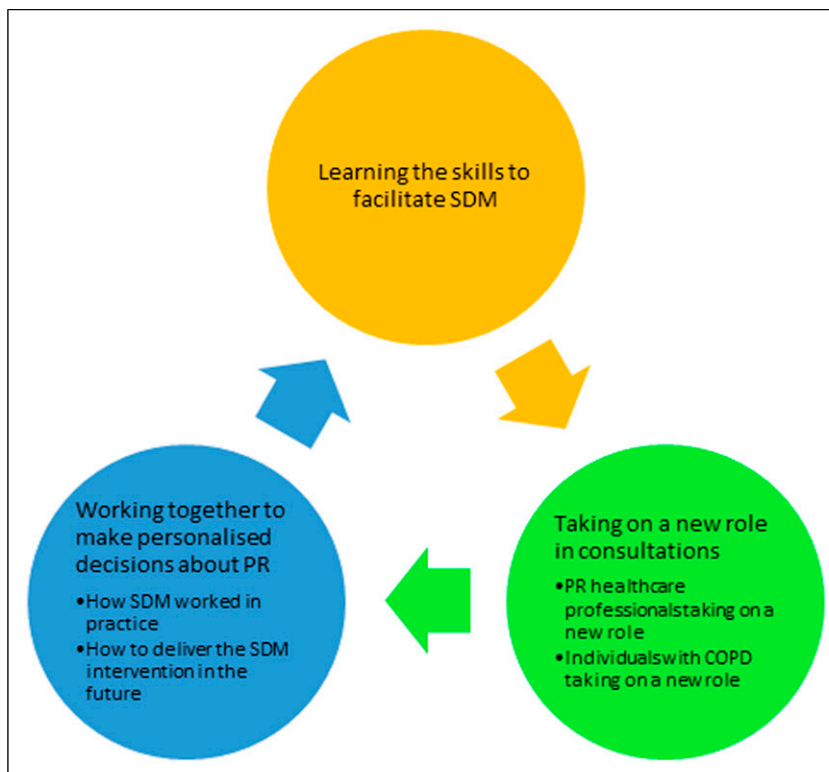 Learning the skills to
facilitate SDM
Taking on a new role
in consultations
•PR healthcare
professionalstaking on a
new role
•Individualswith COPD
taking on a new role
Working together to
make personalised
decisions about PR
•How SDM worked in
practice
•How to deliver the SDM
intervention in the
future